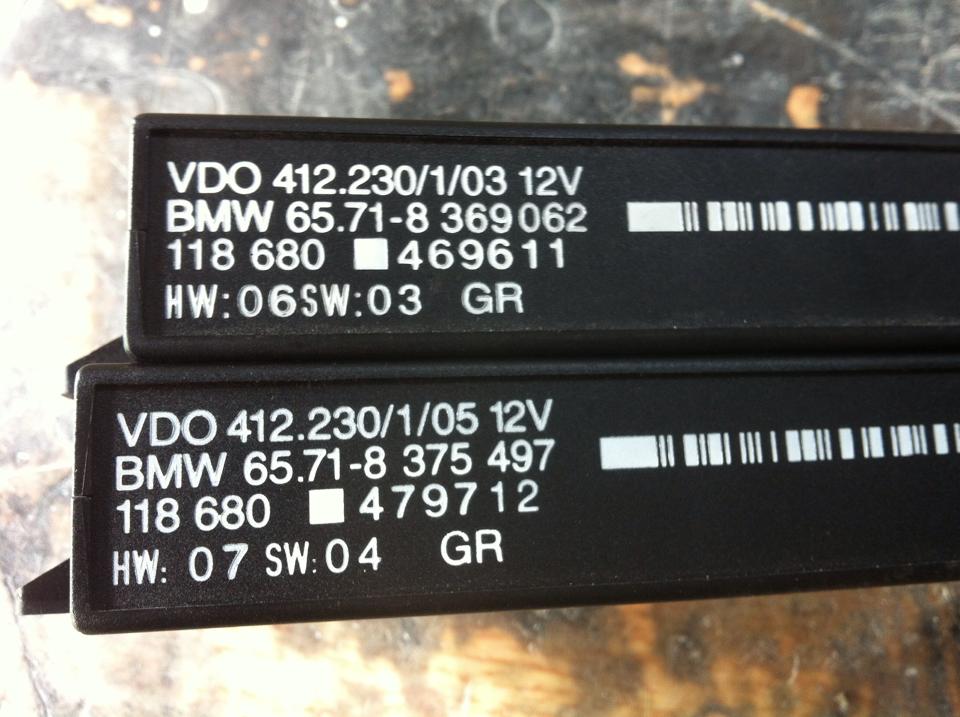 VDO 412.230/1/03 12V
BMW 65.71-8 369062
118 680 469611
HW:06SW:03 GR
VDO 412.230/1/05 12V
BMW 65.71-8 375 497
118 680 479712
HW: 07 SW:04 GR